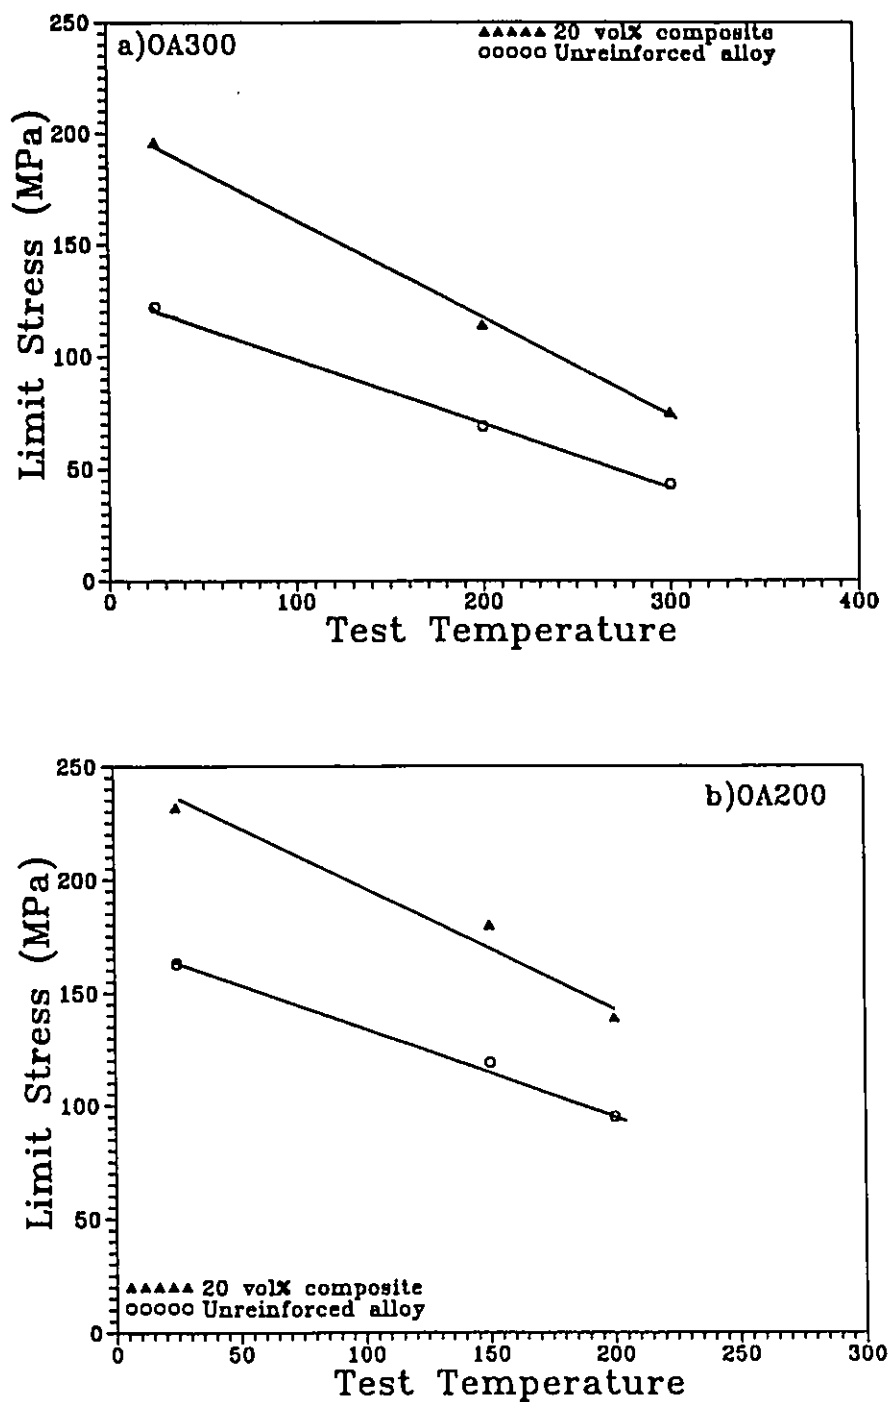 a)OA300
▲▲▲▲▲ 20 vol% composite
OOOOO Unreinforced alloy
Limit Stress (MPa)
250
200
150
100
50
0
0 100 200 300 400
Test Temperature
b)OA200
Limit Stress (MPa)
250
200
150
100
50
0
▲▲▲▲▲ 20 vol% composite
OOOOO Unreinforced alloy
0 50 100 150 200 250 300
Test Temperature